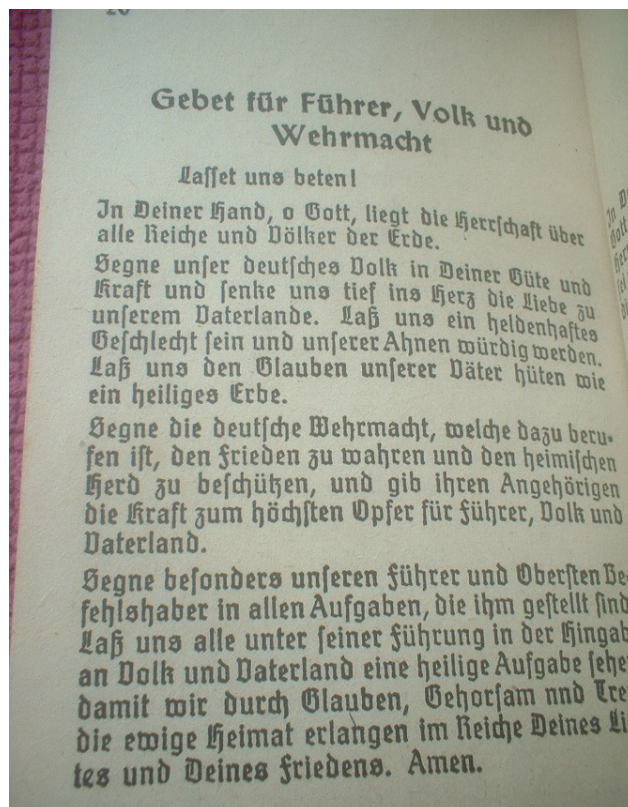 Gebet für Führer, Volk und
Wehrmacht
Lasset uns beten!
In Deiner Hand, o Gott, liegt die Herrschaft über
alle Reiche und Völker der Erde.
Segne unser deutsches Volk in Deiner Güte und
Kraft und senke uns tief ins Herz die Liebe zu
unserem Vaterlande. Laß uns ein heldenhaftes
Geschlecht sein und unserer Ahnen würdig werden.
Laß uns den Glauben unserer Väter hüten wie
ein heiliges Erbe.
Segne die deutsche Wehrmacht, welche dazu beru-
fen ist, den Frieden zu wahren und den heimischen
Herd zu beschützen, und gib ihren Angehörigen
die Kraft zum höchsten Opfer für Führer, Volk und
Vaterland.
Segne besonders unseren Führer und Obersten Be-
fehlshaber in allen Aufgaben, die ihm gestellt sind
Laß uns alle unter seiner Führung in der Hingab
an Volk und Vaterland eine heilige Aufgabe sehe
damit wir durch Glauben, Gehorsam nnd Tre
die ewige Heimat erlangen im Reiche Deines Li
tes und Deines Friedens. Amen.